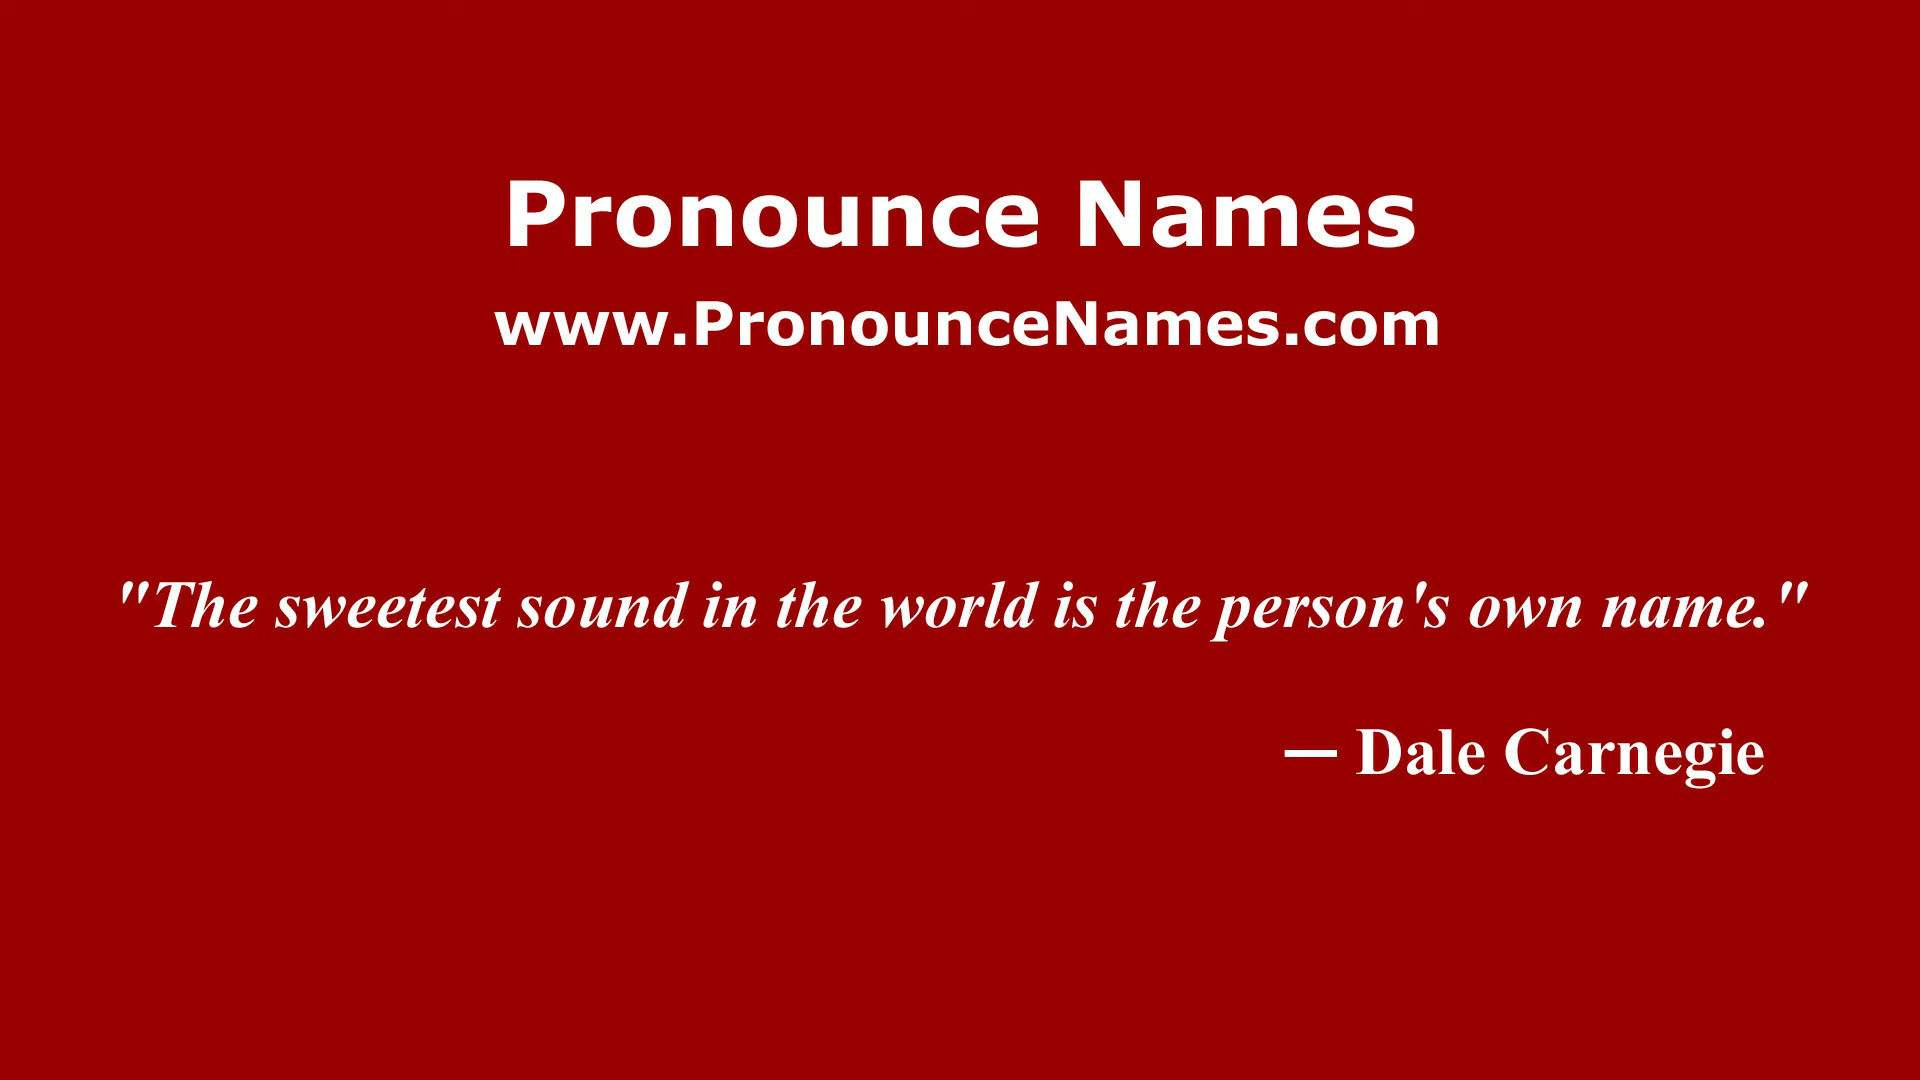 Pronounce Names
www.PronounceNames.com
"The sweetest sound in the world is the person's own name."
— Dale Carnegie